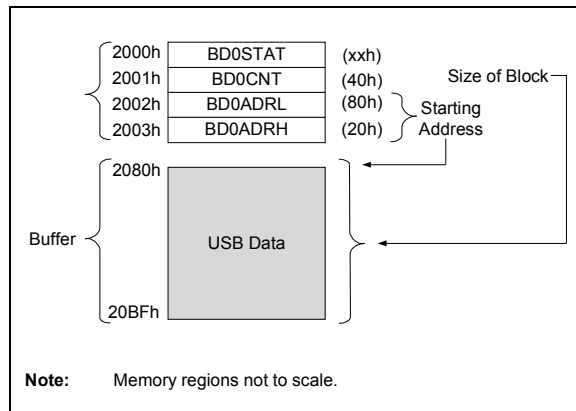 2000h BD0STAT (xxh)
2001h BD0CNT (40h) Size of Block
2002h BD0ADRL (80h) Starting
2003h BD0ADRH (20h) Address
2080h
Buffer USB Data
20BFh
Note: Memory regions not to scale.